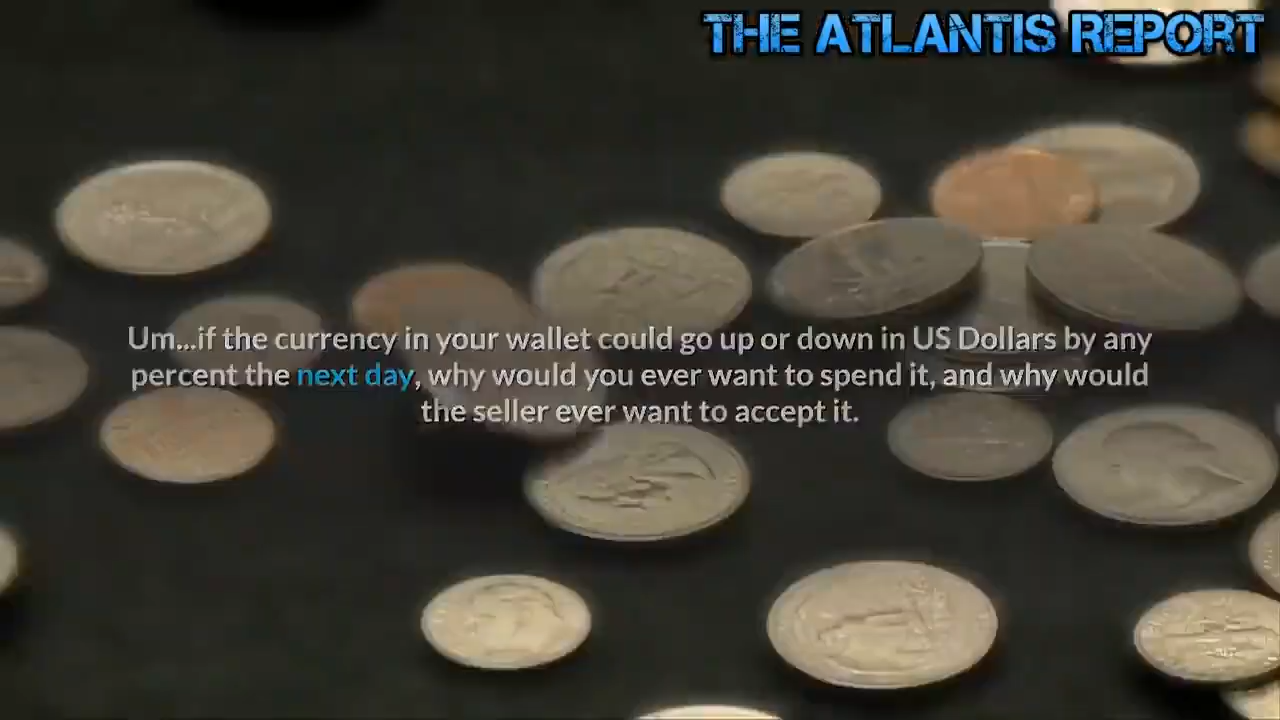 THE ATLANTIS REPORT
Um...if the currency in your wallet could go up or down in US Dollars by any
percent the next day, why would you ever want to spend it, and why would
the seller ever want to accept it.